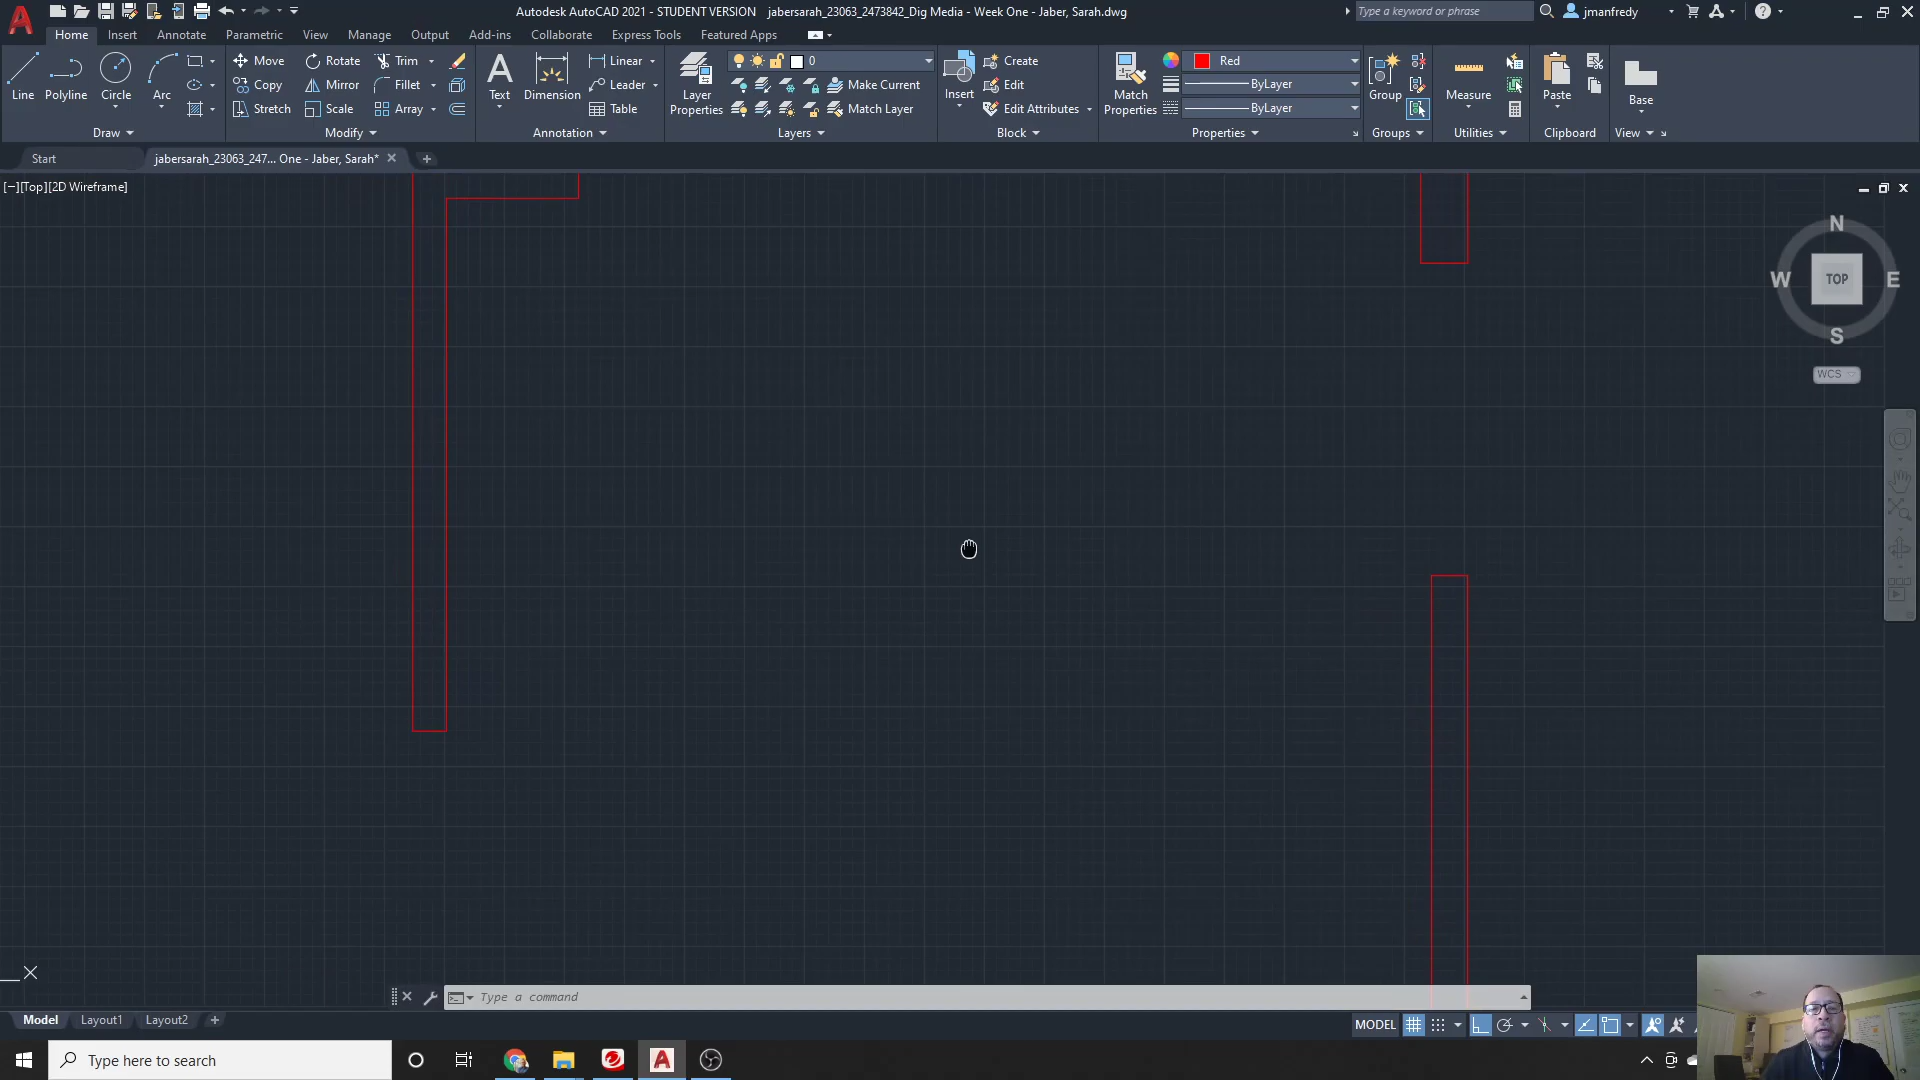 Autodesk AutoCAD 2021 - STUDENT VERSION jabersarah_23063_2473842_Dig Media - Week One - Jaber, Sarah.dwg
Type a keyword or phrase
jmanfredy
Home Insert Annotate Parametric View Manage Output Add-ins Collaborate Express Tools Featured Apps
Line Polyline Circle Arc
Draw
Move Rotate Trim
Copy Mirror Fillet
Stretch Scale Array
Modify
Text Dimension
Linear
Leader
Table
Annotation
Layer Properties
0
Make Current
Match Layer
Layers
Insert
Create
Edit
Edit Attributes
Block
Match Properties
Red
ByLayer
ByLayer
Properties
Group
Groups
Measure
Utilities
Paste
Clipboard
Base
View
Start jabersarah_23063_247... One - Jaber, Sarah*
[−][Top][2D Wireframe]
N
W TOP E
S
WCS
X
Type a command
Model Layout1 Layout2
MODEL
Type here to search